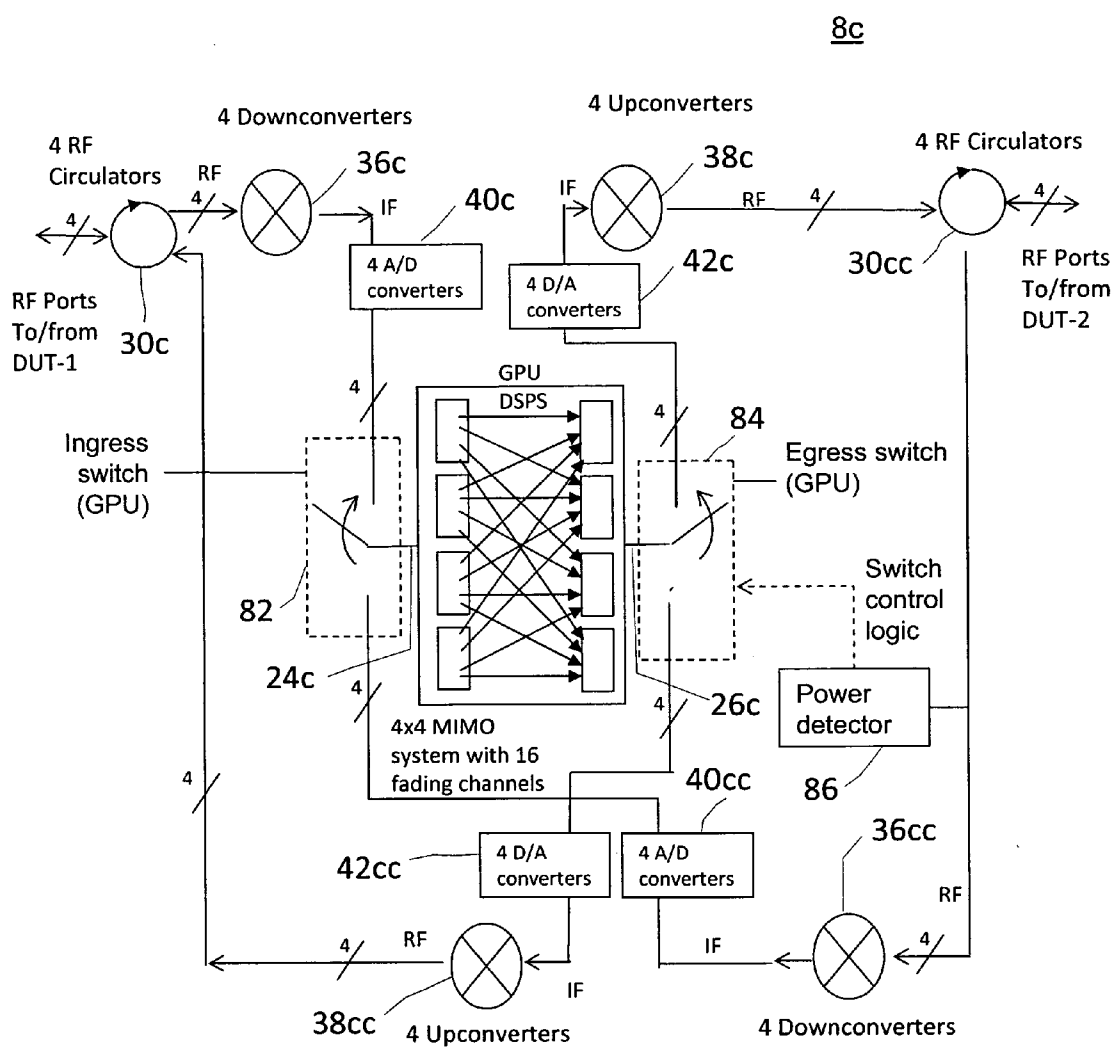 8c
4 Downconverters
4 Upconverters
4 RF
Circulators
RF
4
4
36c
IF
40c
IF
38c
RF
4
4 RF Circulators
4
4 A/D
converters
42c
4 D/A
converters
30cc
RF Ports
To/from
DUT-1
30c
RF Ports
To/from
DUT-2
GPU
DSPS
4
4
84
Ingress
switch
(GPU)
Egress switch
(GPU)
82
Switch
control
logic
24c
26c
4
4
Power
detector
4x4 MIMO
system with 16
fading channels
86
4
40cc
36cc
42cc
4 D/A
converters
4 A/D
converters
RF
4
RF
IF
4
IF
38cc
4 Upconverters
4 Downconverters